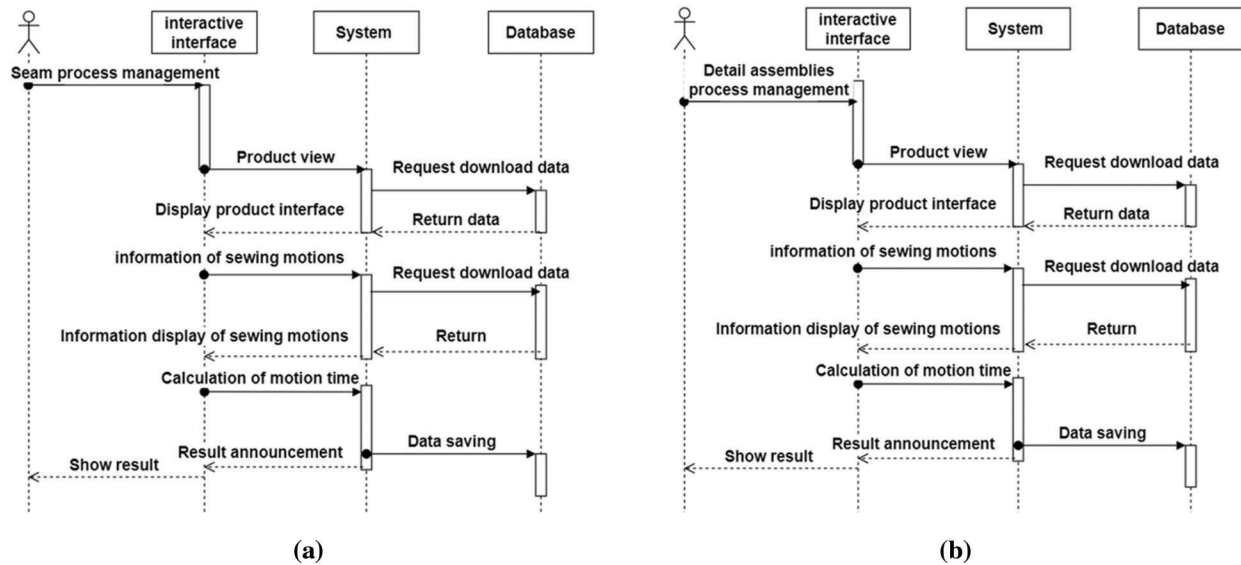 interactive
interface
System
Database
Seam process management
Product view
Request download data
Display product interface
Return data
information of sewing motions
Request download data
Information display of sewing motions
Return
Calculation of motion time
Data saving
Result announcement
Show result
(a)
interactive
interface
System
Database
Detail assemblies
process management
Product view
Request download data
Display product interface
Return data
information of sewing motions
Request download data
Information display of sewing motions
Return
Calculation of motion time
Data saving
Result announcement
Show result
(b)